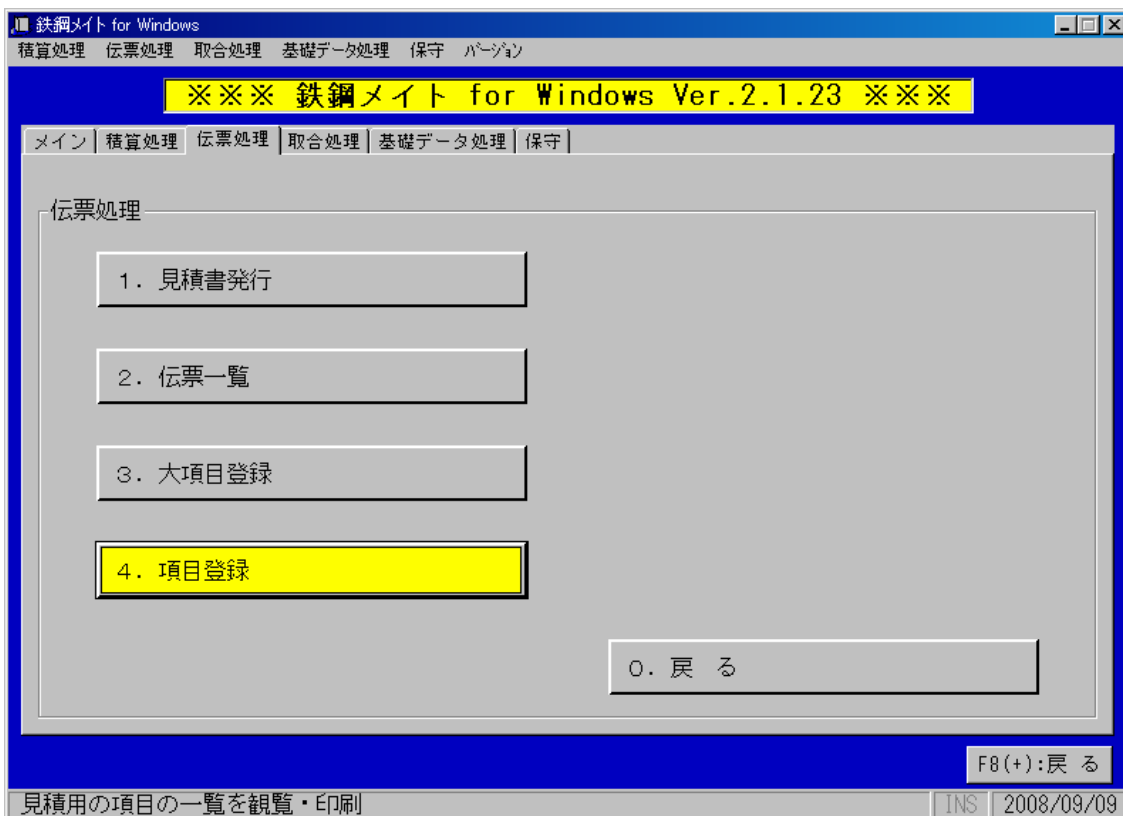 鉄鋼メイト for Windows
積算処理 伝票処理 取合処理 基礎データ処理 保守 バージョン
※※※ 鉄鋼メイト for Windows Ver.2.1.23 ※※※
メイン 積算処理 伝票処理 取合処理 基礎データ処理 保守
伝票処理
1. 見積書発行
2. 伝票一覧
3. 大項目登録
4. 項目登録
0. 戻 る
F8(+):戻 る
見積用の項目の一覧を観覧・印刷 INS 2008/09/09